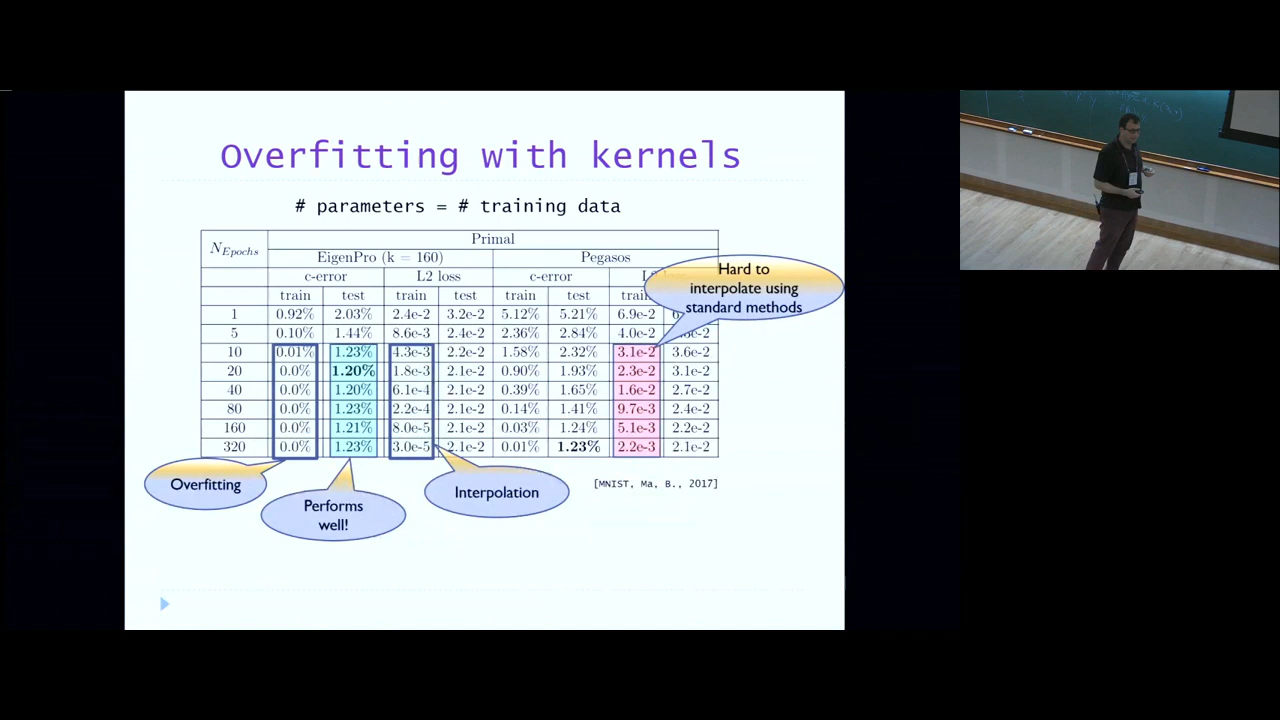 Overfitting with kernels
# parameters = # training data
N_Epochs Primal
EigenPro (k = 160) Pegasos
c-error L2 loss c-error
train test train test train test train
1 0.92% 2.03% 2.4e-2 3.2e-2 5.12% 5.21% 6.9e-2
5 0.10% 1.44% 8.6e-3 2.4e-2 2.36% 2.84% 4.0e-2
10 0.01% 1.23% 4.3e-3 2.2e-2 1.58% 2.32% 3.1e-2 3.6e-2
20 0.0% 1.20% 1.8e-3 2.1e-2 0.90% 1.93% 2.3e-2 3.1e-2
40 0.0% 1.20% 6.1e-4 2.1e-2 0.39% 1.65% 1.6e-2 2.7e-2
80 0.0% 1.23% 2.2e-4 2.1e-2 0.14% 1.41% 9.7e-3 2.4e-2
160 0.0% 1.21% 8.0e-5 2.1e-2 0.03% 1.24% 5.1e-3 2.2e-2
320 0.0% 1.23% 3.0e-5 2.1e-2 0.01% 1.23% 2.2e-3 2.1e-2
Hard to
interpolate using
standard methods
Overfitting
Performs
well!
Interpolation
[MNIST, Ma, B., 2017]